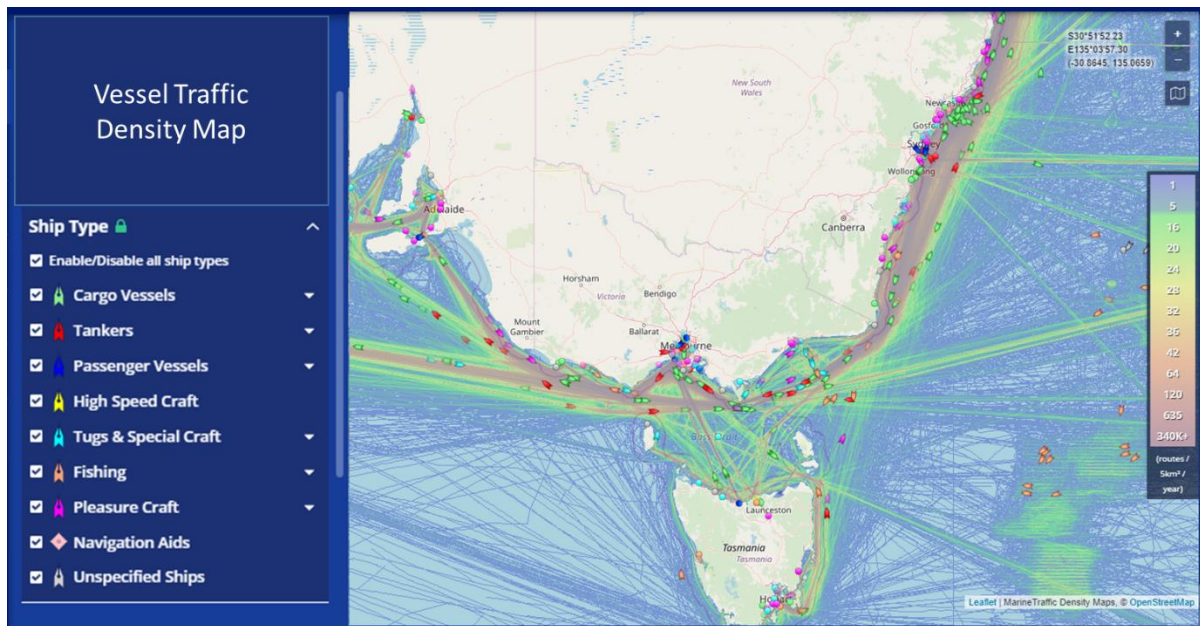 Vessel Traffic
Density Map
Ship Type
Enable/Disable all ship types
Cargo Vessels
Tankers
Passenger Vessels
High Speed Craft
Tugs & Special Craft
Fishing
Pleasure Craft
Navigation Aids
Unspecified Ships
S30°51'52.23
E135°03'57.30
(-30.8645, 135.0659)
+
−
New South
Wales
Newcas
Gosfo
Sydney
Wollongong
Adelaide
Canberra
Horsham
Victoria
Bendigo
Mount
Gambier
Ballarat
Melbourne
Bass Strait
Launceston
Tasmania
Tasmania
Ho
1
5
16
20
24
28
32
36
42
64
120
635
340K+
(routes /
5km² /
year)
Leaflet | MarineTraffic Density Maps, © OpenStreetMap